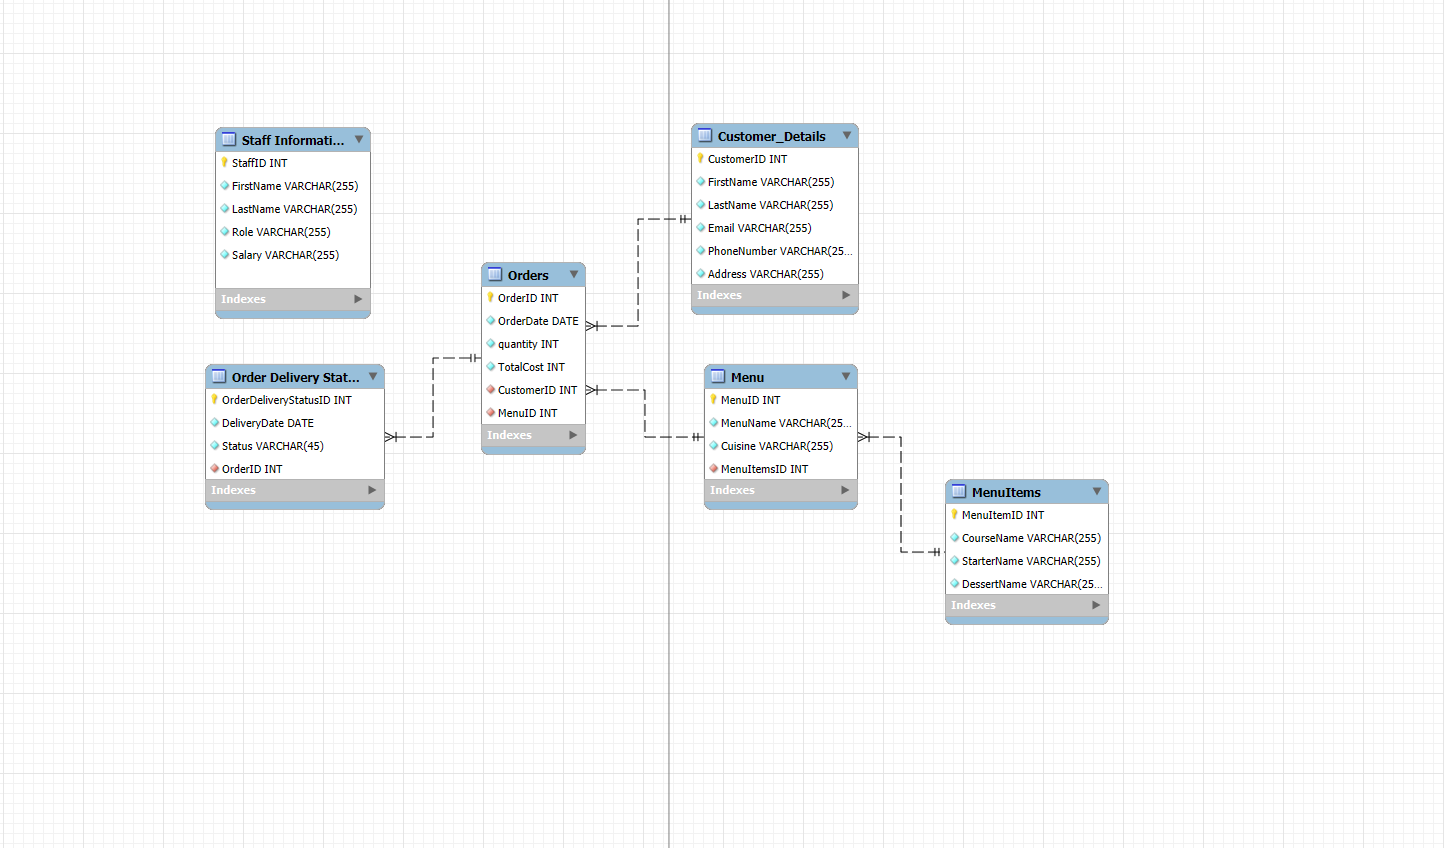 Staff Informati...
StaffID INT
FirstName VARCHAR(255)
LastName VARCHAR(255)
Role VARCHAR(255)
Salary VARCHAR(255)
Indexes
Customer_Details
CustomerID INT
FirstName VARCHAR(255)
LastName VARCHAR(255)
Email VARCHAR(255)
PhoneNumber VARCHAR(25...
Address VARCHAR(255)
Indexes
Orders
OrderID INT
OrderDate DATE
quantity INT
TotalCost INT
CustomerID INT
MenuID INT
Indexes
Order Delivery Stat...
OrderDeliveryStatusID INT
DeliveryDate DATE
Status VARCHAR(45)
OrderID INT
Indexes
Menu
MenuID INT
MenuName VARCHAR(25...
Cuisine VARCHAR(255)
MenuItemsID INT
Indexes
MenuItems
MenuItemID INT
CourseName VARCHAR(255)
StarterName VARCHAR(255)
DessertName VARCHAR(25...
Indexes